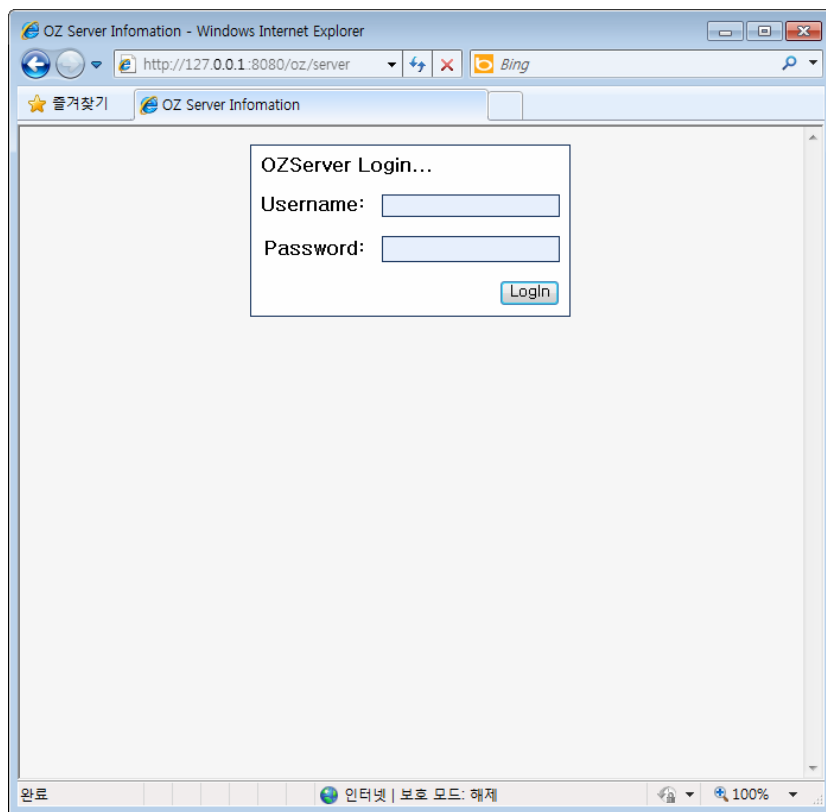 OZ Server Infomation - Windows Internet Explorer
http://127.0.0.1:8080/oz/server
Bing
즐겨찾기
OZ Server Infomation
OZServer Login...
Username:
Password:
LogIn
완료
인터넷 | 보호 모드: 해제
100%